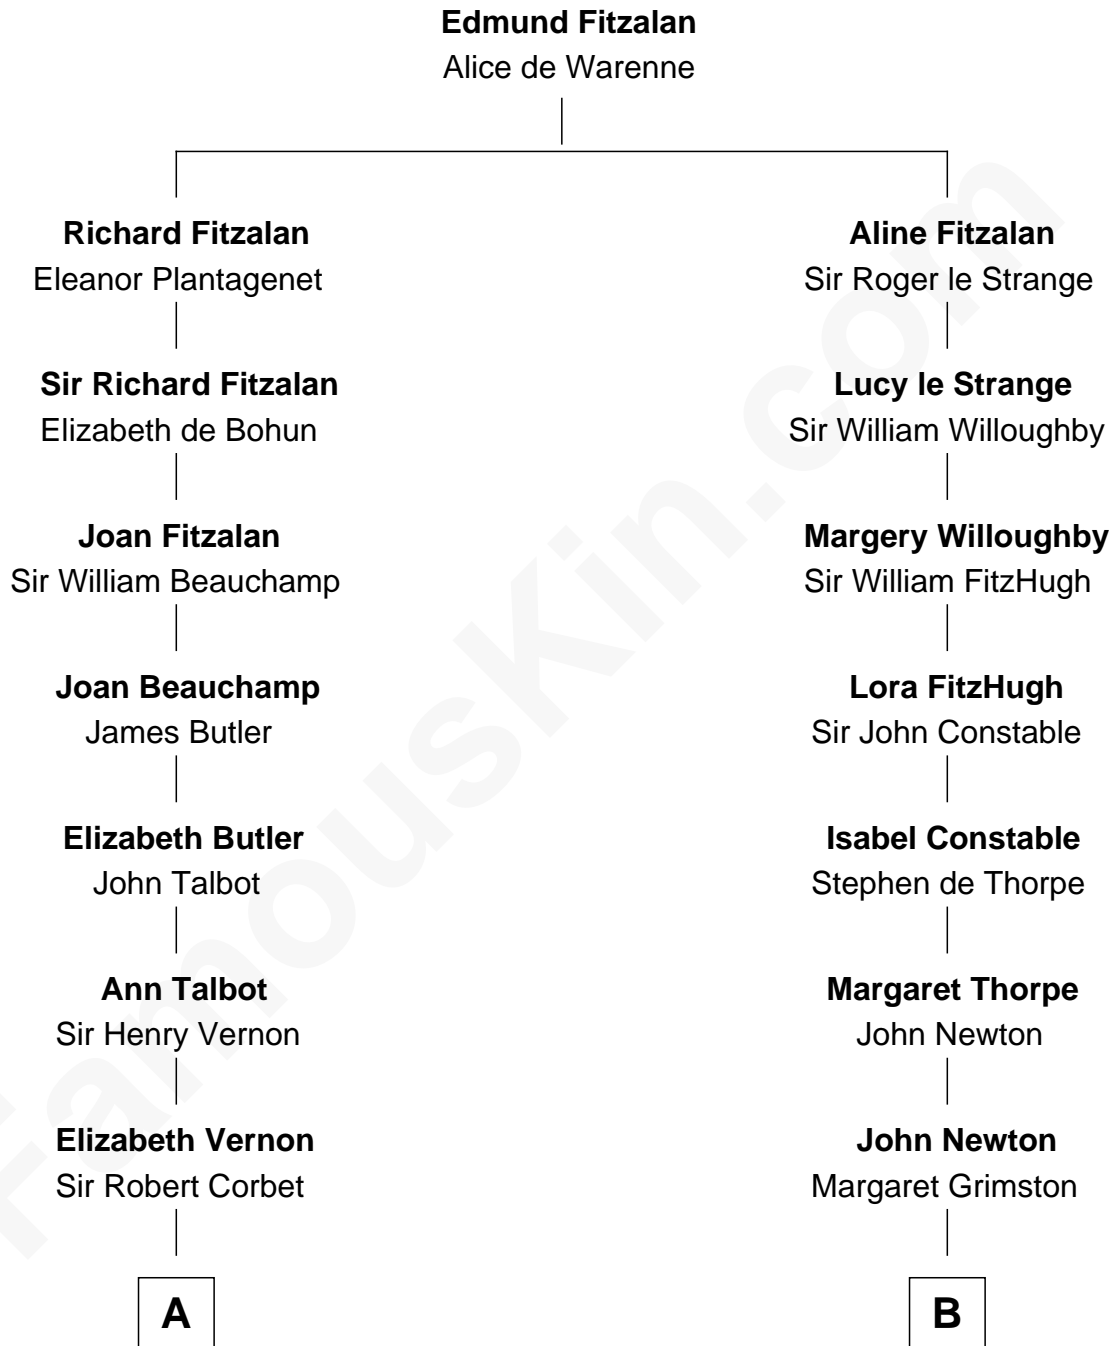 Edmund Fitzalan
Alice de Warenne
Richard Fitzalan
Eleanor Plantagenet
Sir Richard Fitzalan
Elizabeth de Bohun
Joan Fitzalan
Sir William Beauchamp
Joan Beauchamp
James Butler
Elizabeth Butler
John Talbot
Ann Talbot
Sir Henry Vernon
Elizabeth Vernon
Sir Robert Corbet
A
Aline Fitzalan
Sir Roger le Strange
Lucy le Strange
Sir William Willoughby
Margery Willoughby
Sir William FitzHugh
Lora FitzHugh
Sir John Constable
Isabel Constable
Stephen de Thorpe
Margaret Thorpe
John Newton
John Newton
Margaret Grimston
B
FamousKin.com